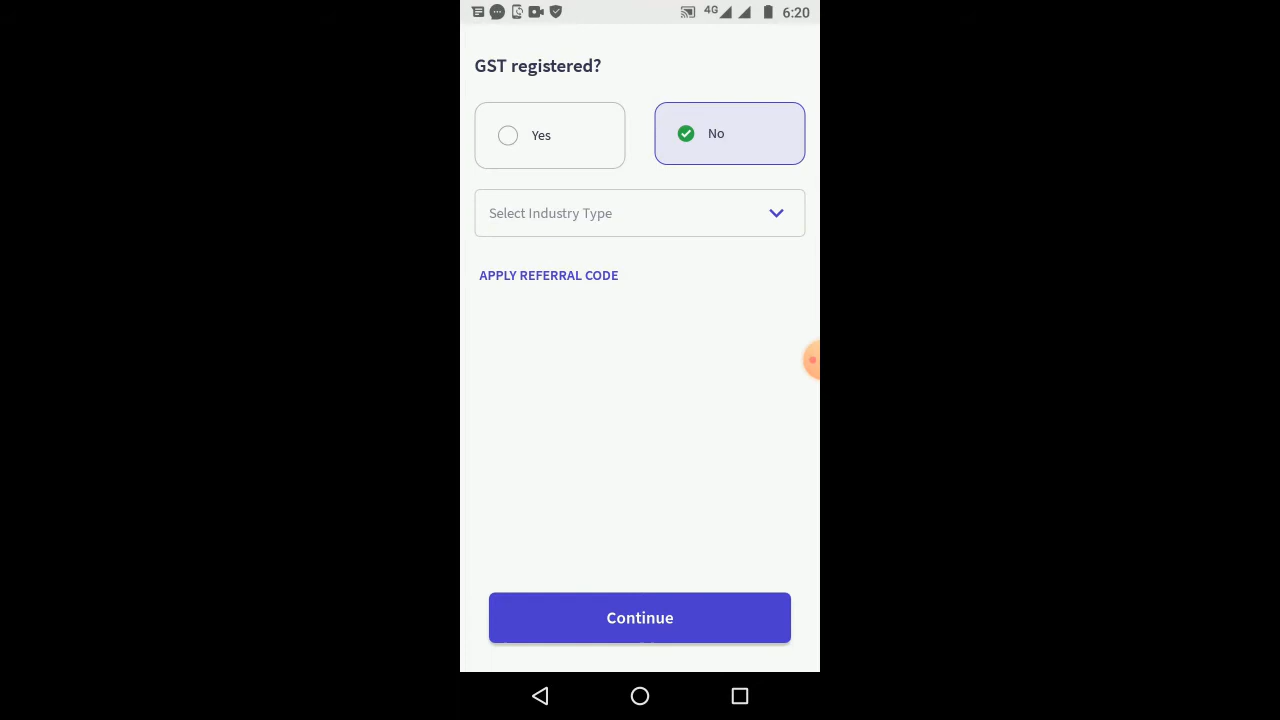 4G 6:20
GST registered?
Yes
No
Select Industry Type
APPLY REFERRAL CODE
Continue